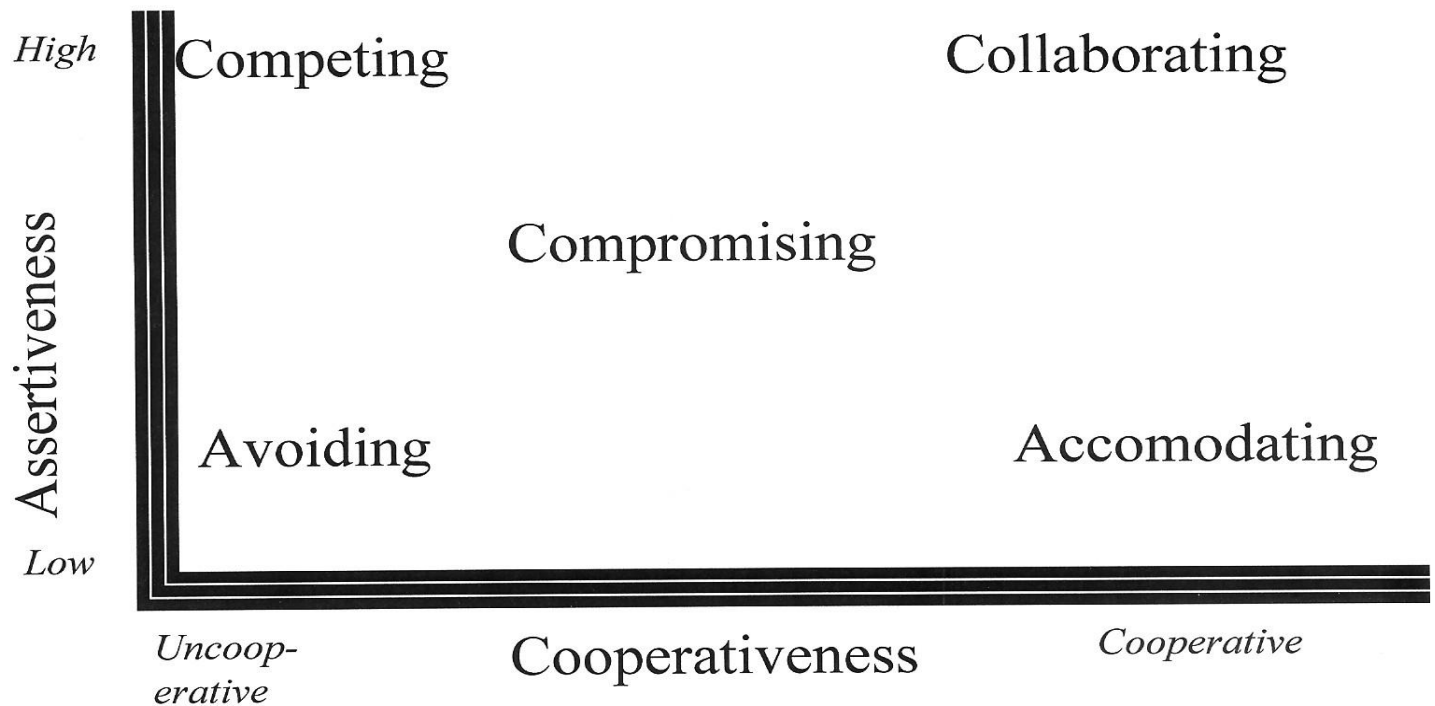 High
Competing
Collaborating
Compromising
Assertiveness
Avoiding
Accomodating
Low
Uncoop-
erative
Cooperativeness
Cooperative